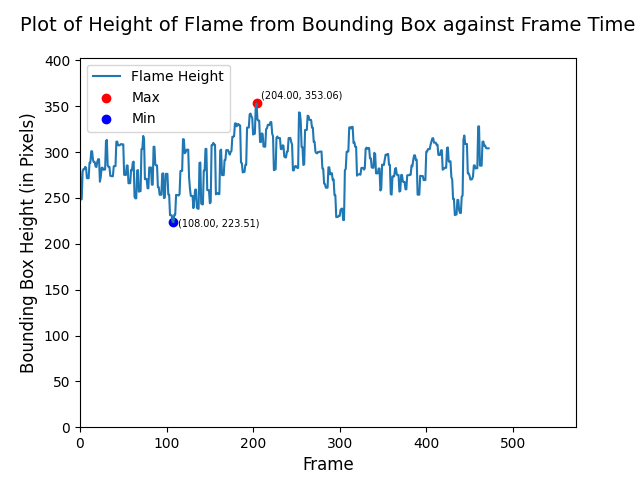 Plot of Height of Flame from Bounding Box against Frame Time
400
350
300
250
200
150
100
50
0
Bounding Box Height (in Pixels)
Flame Height
Max
Min
(204.00, 353.06)
(108.00, 223.51)
0 100 200 300 400 500
Frame